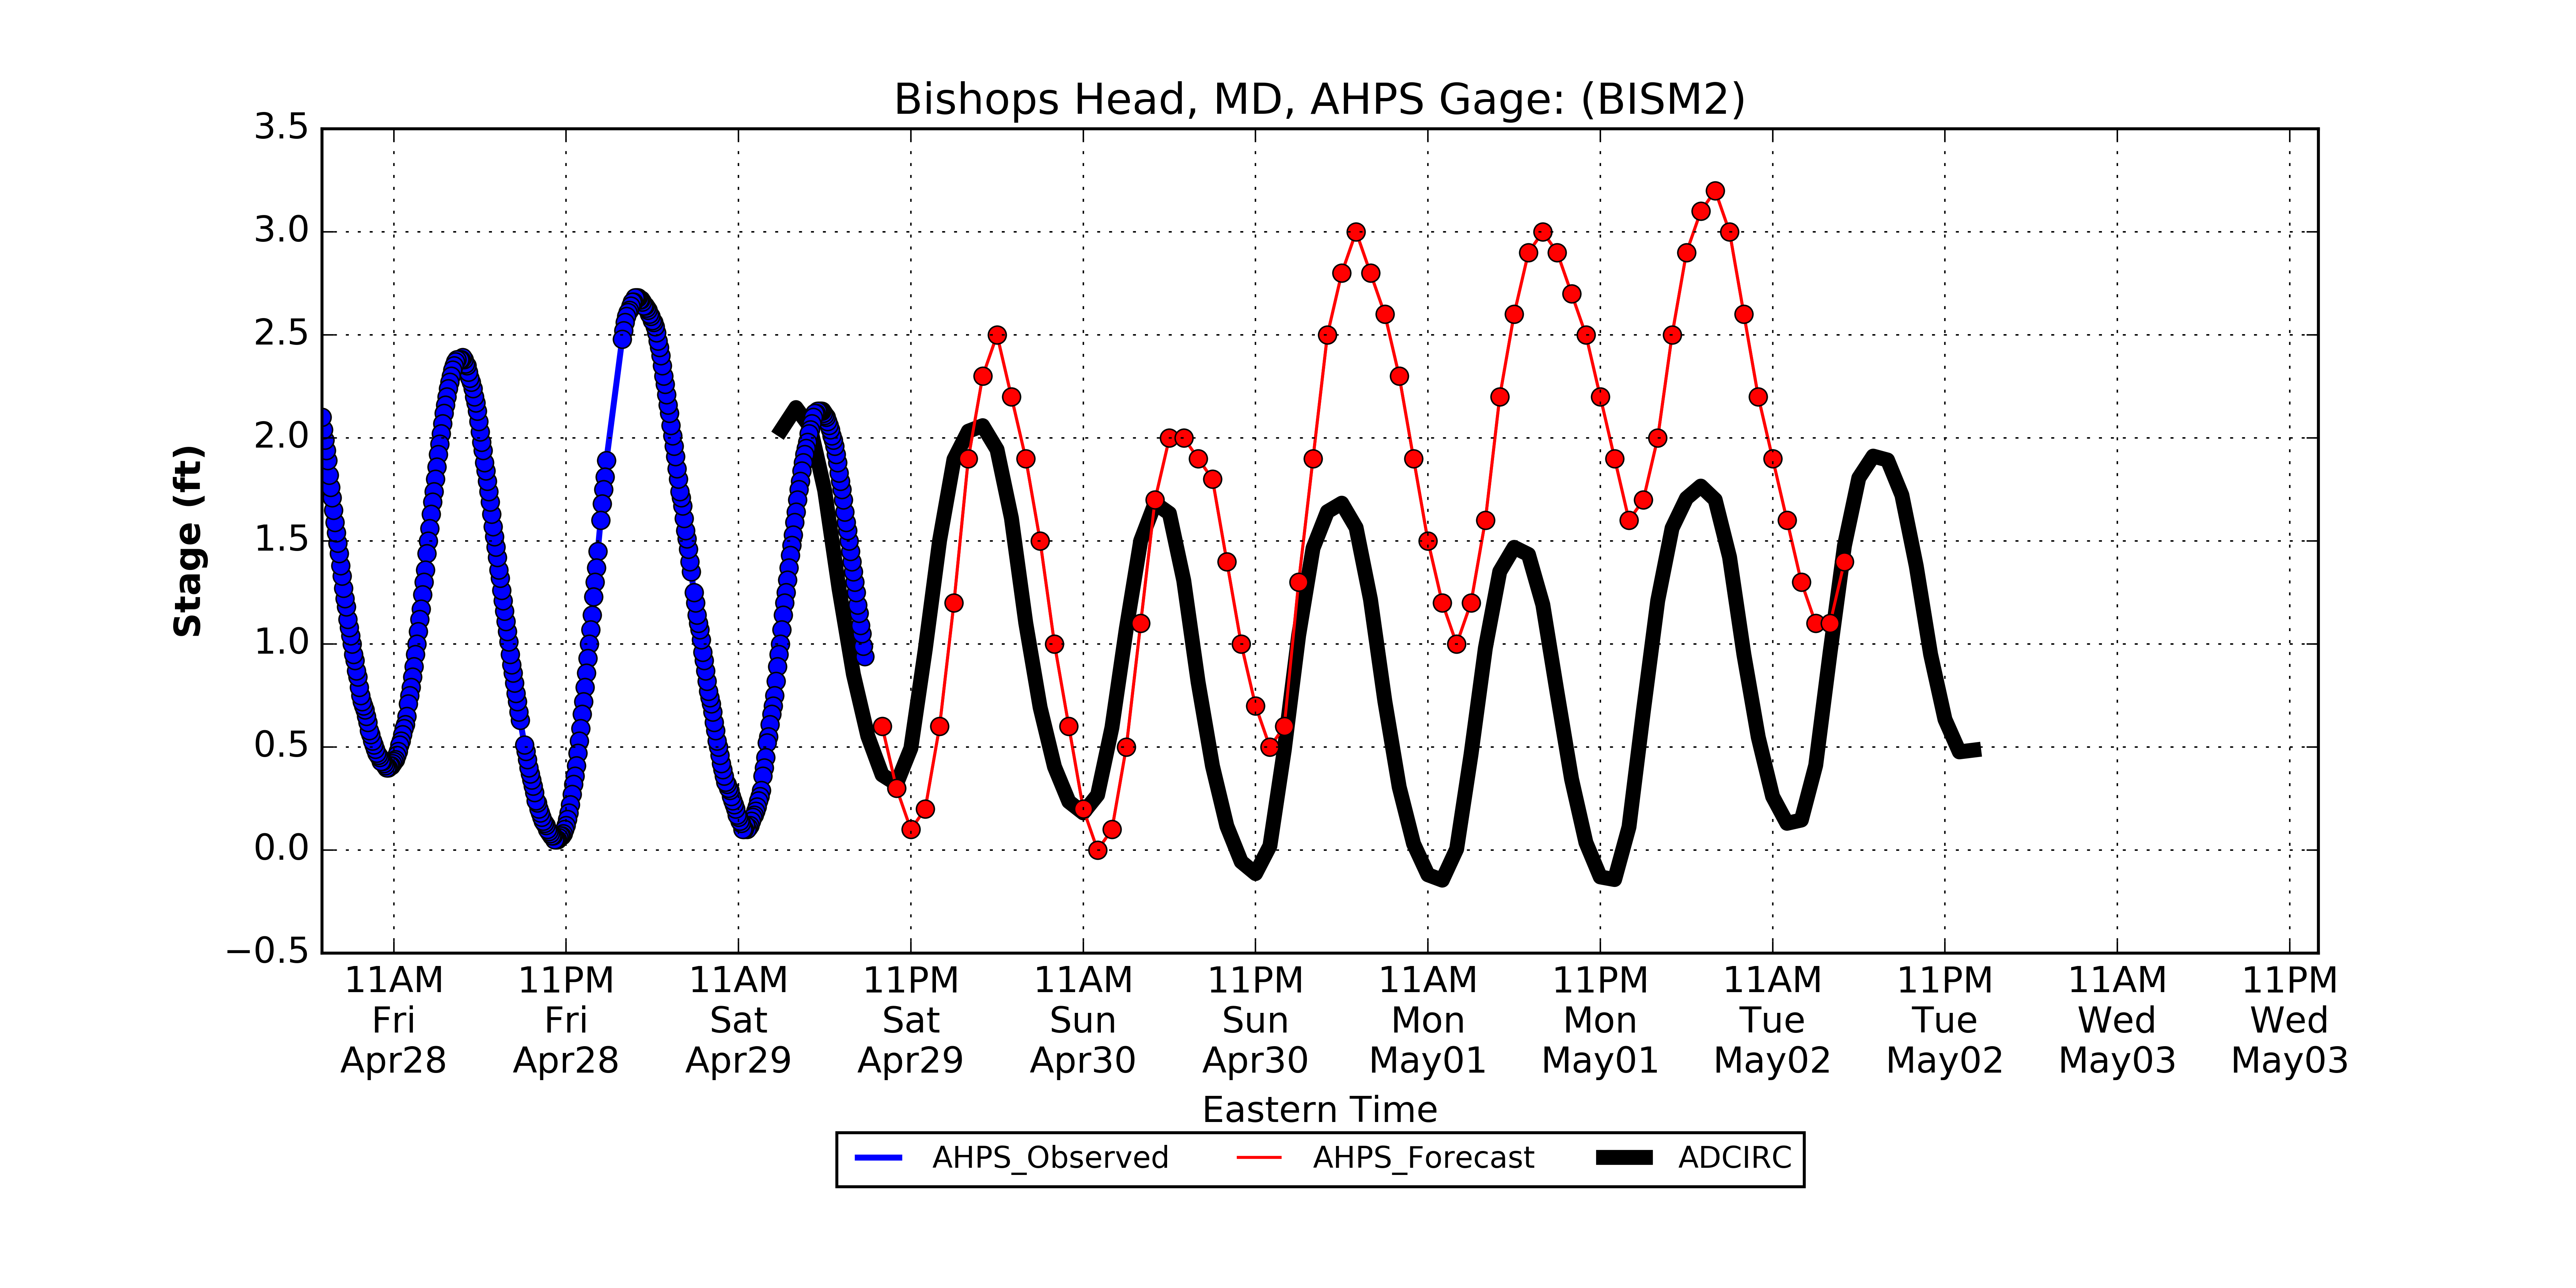 Bishops Head, MD, AHPS Gage: (BISM2)
3.5
3.0
2.5
2.0
1.5
1.0
0.5
0.0
−0.5
Stage (ft)
11AM 11PM 11AM 11PM 11AM 11PM 11AM 11PM 11AM 11PM 11AM 11PM
Fri Fri Sat Sat Sun Sun Mon Mon Tue Tue Wed Wed
Apr28 Apr28 Apr29 Apr29 Apr30 Apr30 May01 May01 May02 May02 May03 May03
Eastern Time
AHPS_Observed AHPS_Forecast ADCIRC